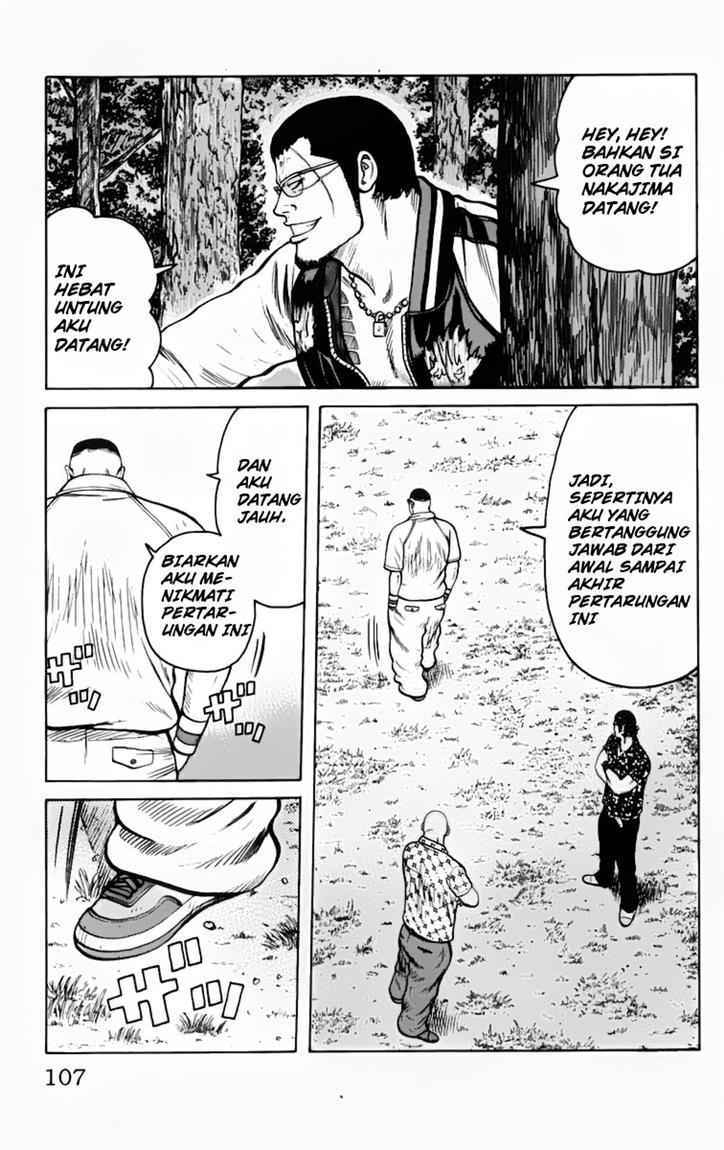 HEY, HEY!
BAHKAN SI
ORANG TUA
NAKAJIMA
DATANG!
INI
HEBAT
UNTUNG
AKU
DATANG!
JADI,
SEPERTINYA
AKU YANG
BERTANGGUNG
JAWAB DARI
AWAL SAMPAI
AKHIR
PERTARUNGAN
INI
DAN
AKU
DATANG
JAUH.
BIARKAN
AKU ME-
NIKMATI
PERTAR-
UNGAN INI
ザッ
ザッ
ザッ
107